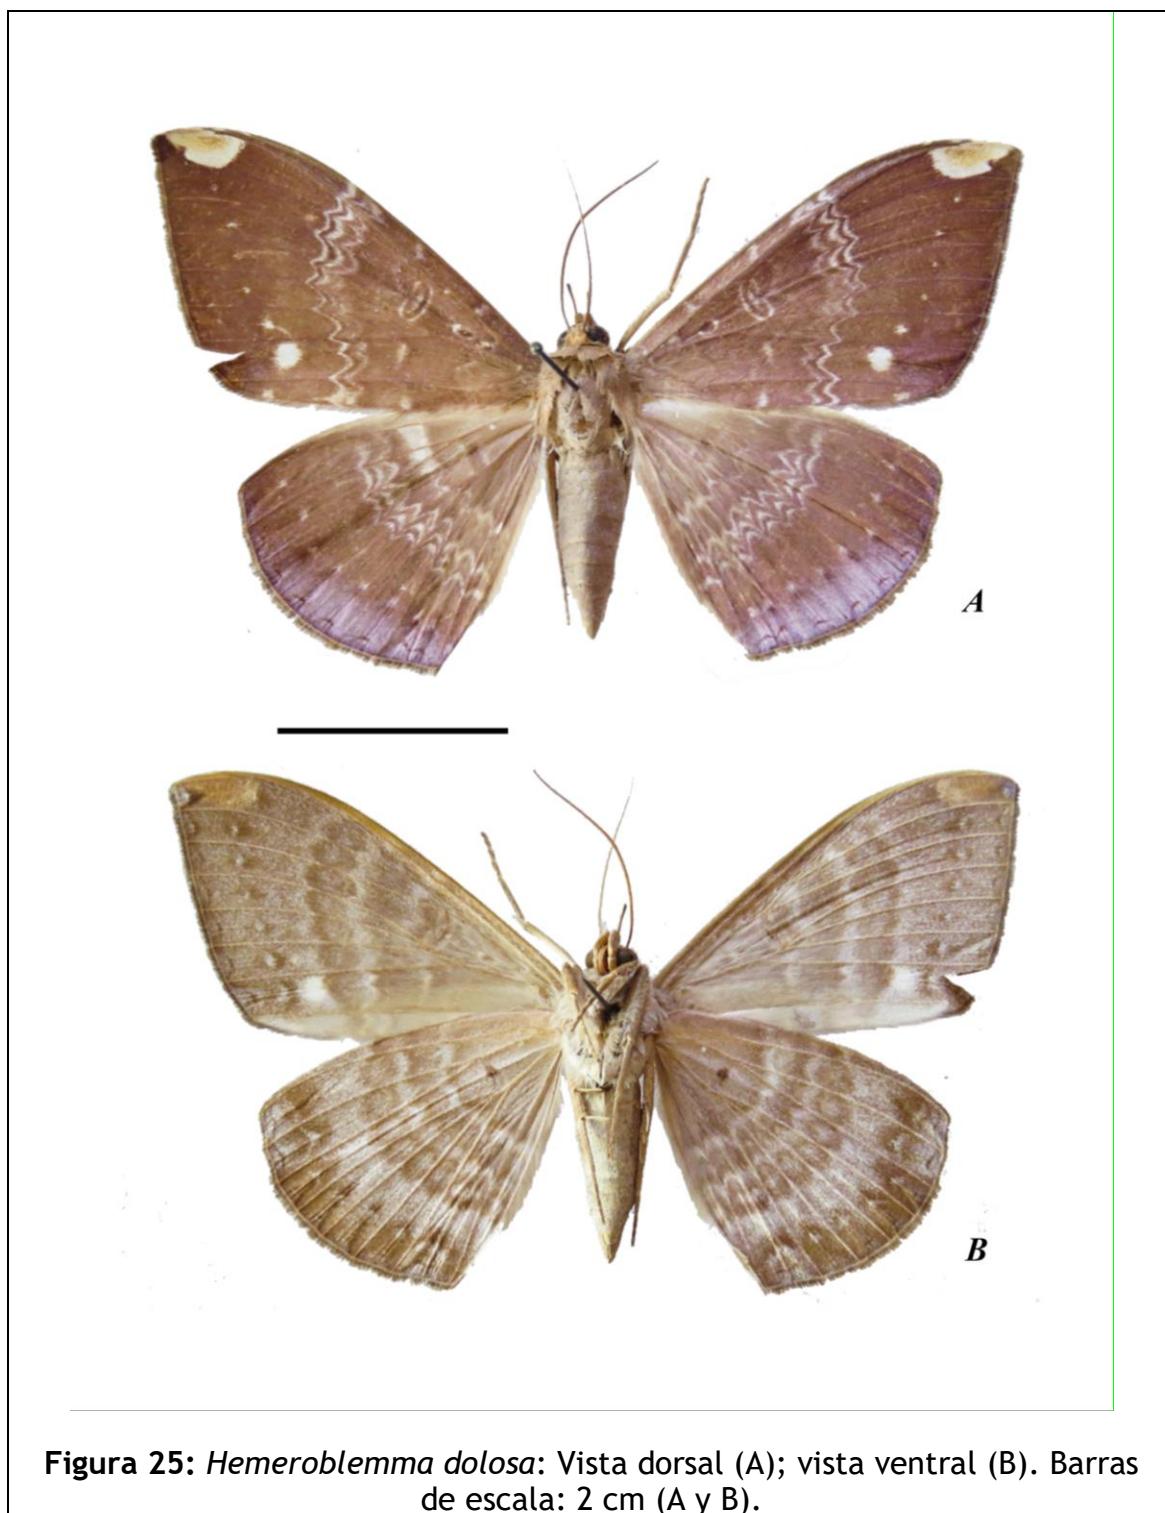 A
B
Figura 25: Hemeroblemma dolosa: Vista dorsal (A); vista ventral (B). Barras
de escala: 2 cm (A y B).